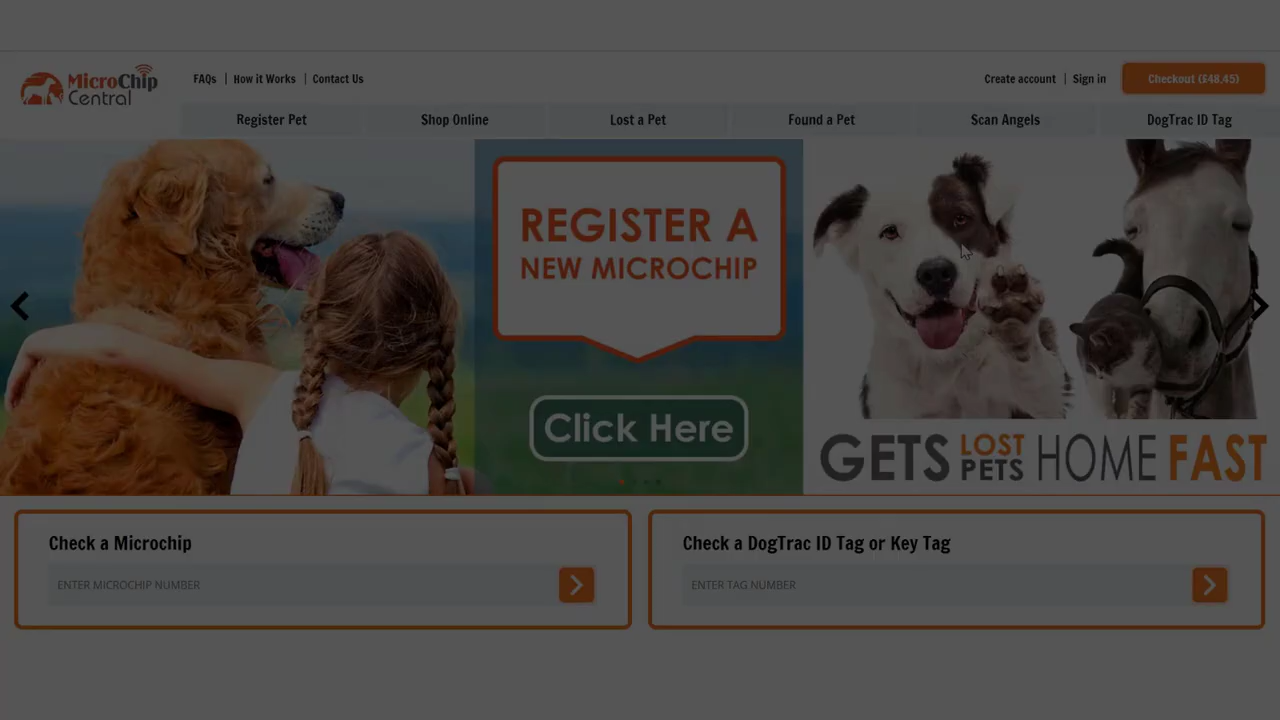 MicroChip
Central
FAQs | How it Works | Contact Us
Create account | Sign in
Checkout (£48.45)
Register Pet
Shop Online
Lost a Pet
Found a Pet
Scan Angels
DogTrac ID Tag
REGISTER A
NEW MICROCHIP
Click Here
GETS LOST PETS HOME FAST
Check a Microchip
ENTER MICROCHIP NUMBER
Check a DogTrac ID Tag or Key Tag
ENTER TAG NUMBER